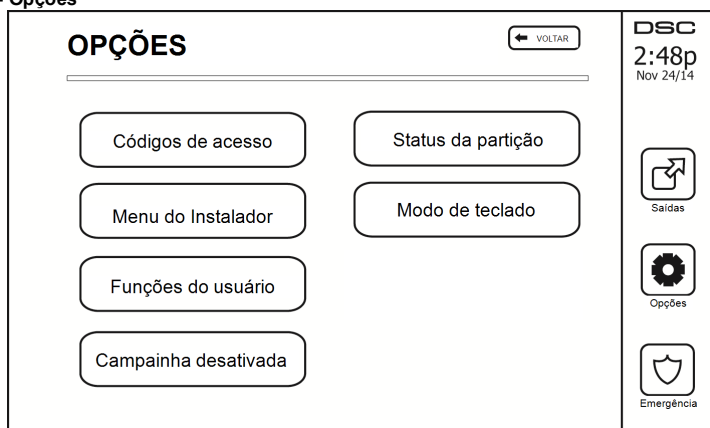 - Opções
OPÇÕES
VOLTAR
DSC
2:48p
Nov 24/14
Códigos de acesso
Status da partição
Menu do Instalador
Modo de teclado
Funções do usuário
Campainha desativada
Saídas
Opções
Emergência